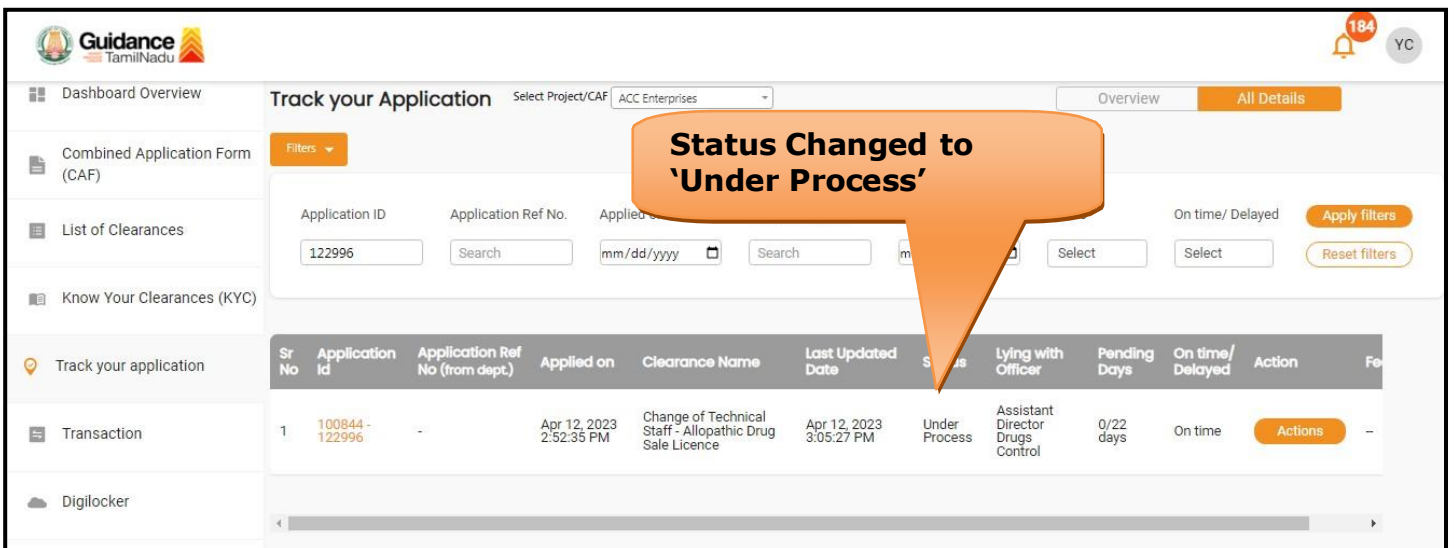 Guidance
TamilNadu
184
YC
Dashboard Overview
Combined Application Form
(CAF)
List of Clearances
Know Your Clearances (KYC)
Track your application
Transaction
Digilocker
Track your Application
Select Project/CAF
ACC Enterprises
Overview
All Details
Filters
Status Changed to
‘Under Process’
Application ID
Application Ref No.
Applied
On time/ Delayed
Apply filters
122996
Search
mm/dd/yyyy
Search
m
Select
Select
Reset filters
Sr No
Application Id
Application Ref No (from dept.)
Applied on
Clearance Name
Last Updated Date
Lying with Officer
Pending Days
On time/ Delayed
Action
1
100844 -
122996
-
Apr 12, 2023
2:52:35 PM
Change of Technical
Staff - Allopathic Drug
Sale Licence
Apr 12, 2023
3:05:27 PM
Under
Process
Assistant
Director
Drugs
Control
0/22
days
On time
Actions
--